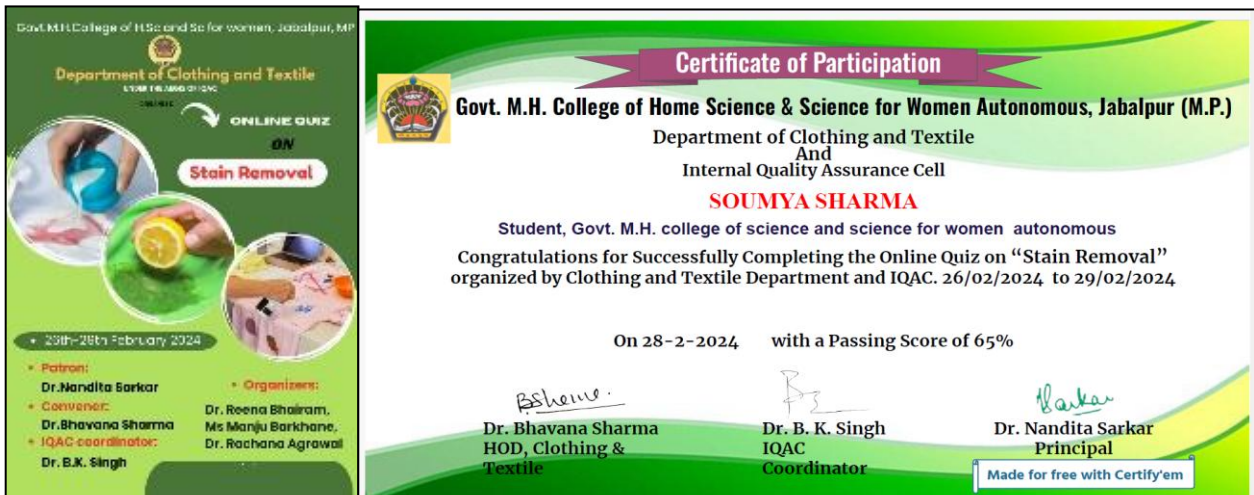 Govt. M.H.College of H.Sc and Sc for women, Jabalpur, MP
Department of Clothing and Textile
UNDER THE AEGIS OF IQAC
ONLINE QUIZ
ON
Stain Removal
26th-29th February 2024
Patron:
Dr.Nandita Sarkar
Convener:
Dr.Bhavana Sharma
IQAC coordinator:
Dr. B.K. Singh
Organizers:
Dr. Reena Bhairam,
Ms Manju Barkhane,
Dr. Rachana Agrawal
Certificate of Participation
Govt. M.H. College of Home Science & Science for Women Autonomous, Jabalpur (M.P.)
Department of Clothing and Textile
And
Internal Quality Assurance Cell
SOUMYA SHARMA
Student, Govt. M.H. college of science and science for women autonomous
Congratulations for Successfully Completing the Online Quiz on “Stain Removal”
organized by Clothing and Textile Department and IQAC. 26/02/2024 to 29/02/2024
On 28-2-2024 with a Passing Score of 65%
Dr. Bhavana Sharma
HOD, Clothing &
Textile
Dr. B. K. Singh
IQAC
Coordinator
Dr. Nandita Sarkar
Principal
Made for free with Certify'em